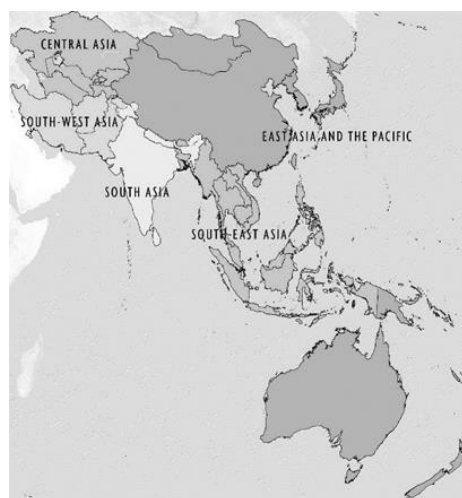 CENTRAL ASIA
SOUTH-WEST ASIA
EAST ASIA AND THE PACIFIC
SOUTH ASIA
SOUTH-EAST ASIA